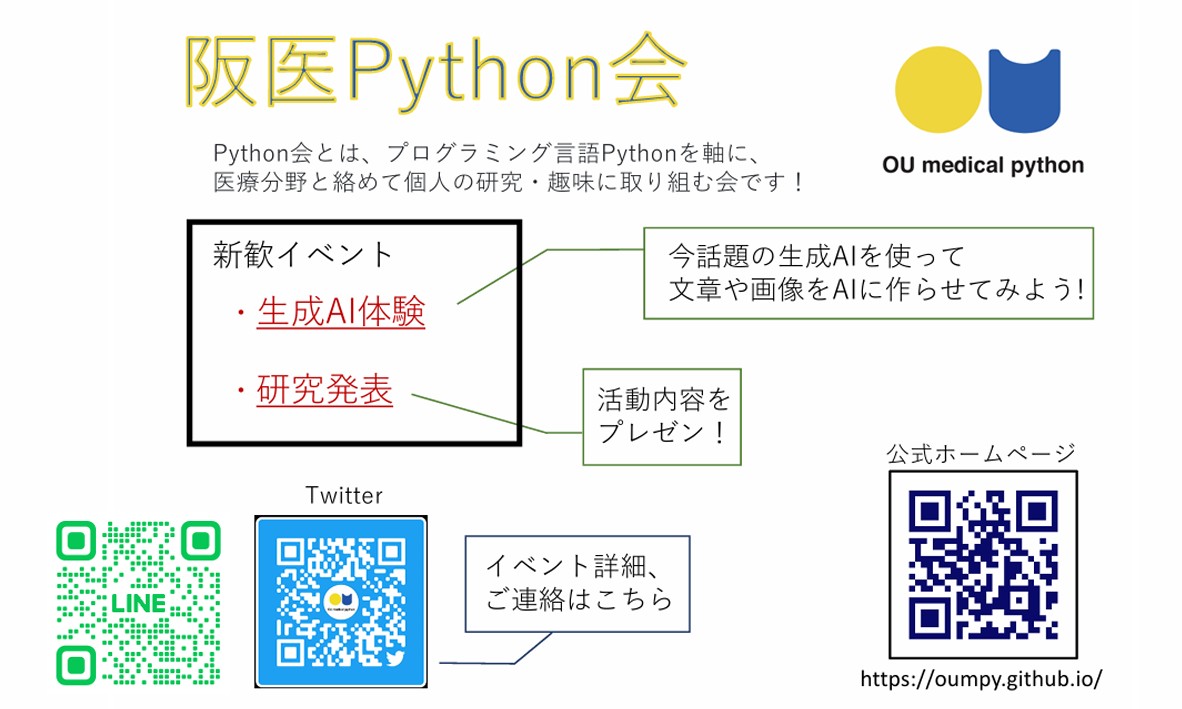 阪医Python会
OU medical python
Python会とは、プログラミング言語Pythonを軸に、
医療分野と絡めて個人の研究・趣味に取り組む会です！
新歓イベント
・生成AI体験
・研究発表
今話題の生成AIを使って
文章や画像をAIに作らせてみよう!
活動内容を
プレゼン！
Twitter
LINE
OU medical python
イベント詳細、
ご連絡はこちら
公式ホームページ
https://oumpy.github.io/